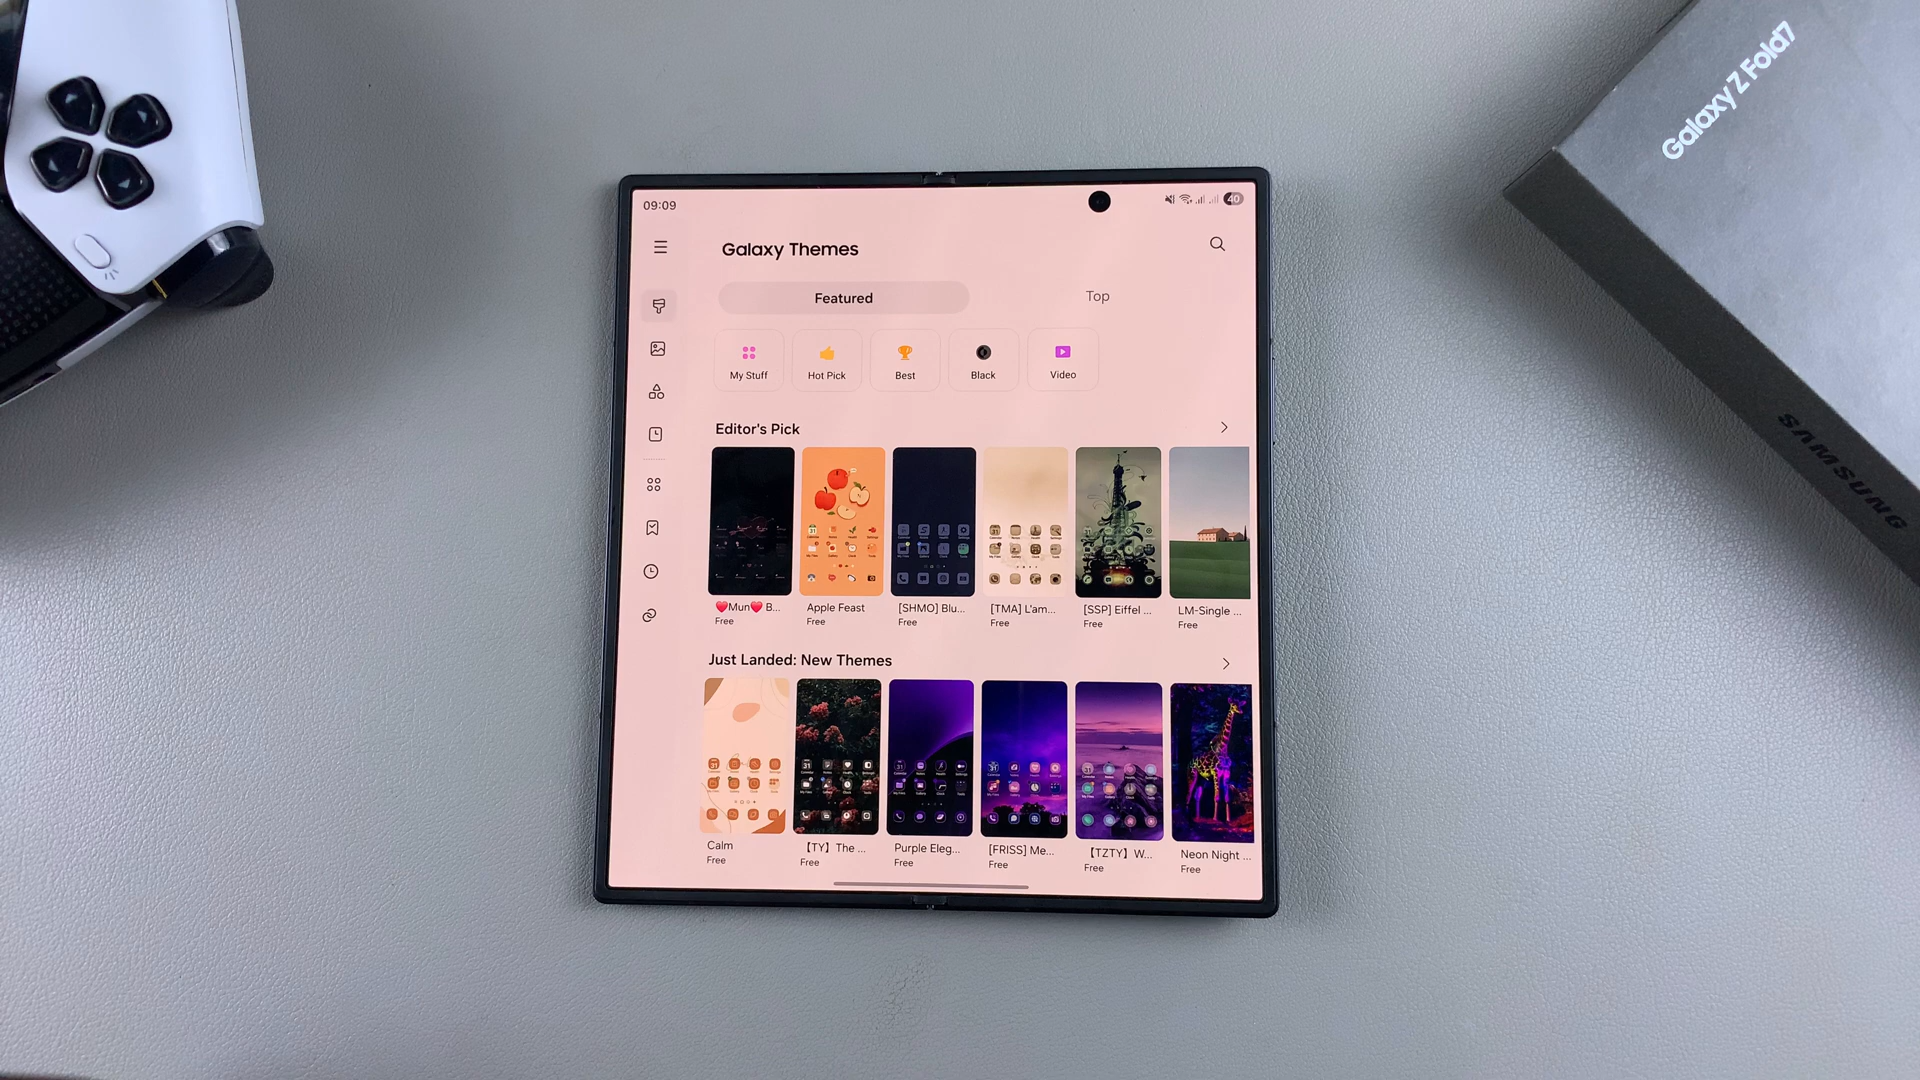 Galaxy Z Fold7
SAMSUNG
09:09
40
Galaxy Themes
Featured
Top
My Stuff
Hot Pick
Best
Black
Video
Editor's Pick
❤Mun❤ B...
Free
Apple Feast
Free
[SHMO] Blu...
Free
[TMA] L'am...
Free
[SSP] Eiffel ...
Free
LM-Single ...
Free
Just Landed: New Themes
Calm
Free
【TY】The ...
Free
Purple Eleg...
Free
[FRISS] Me...
Free
【TZTY】W...
Free
Neon Night ...
Free